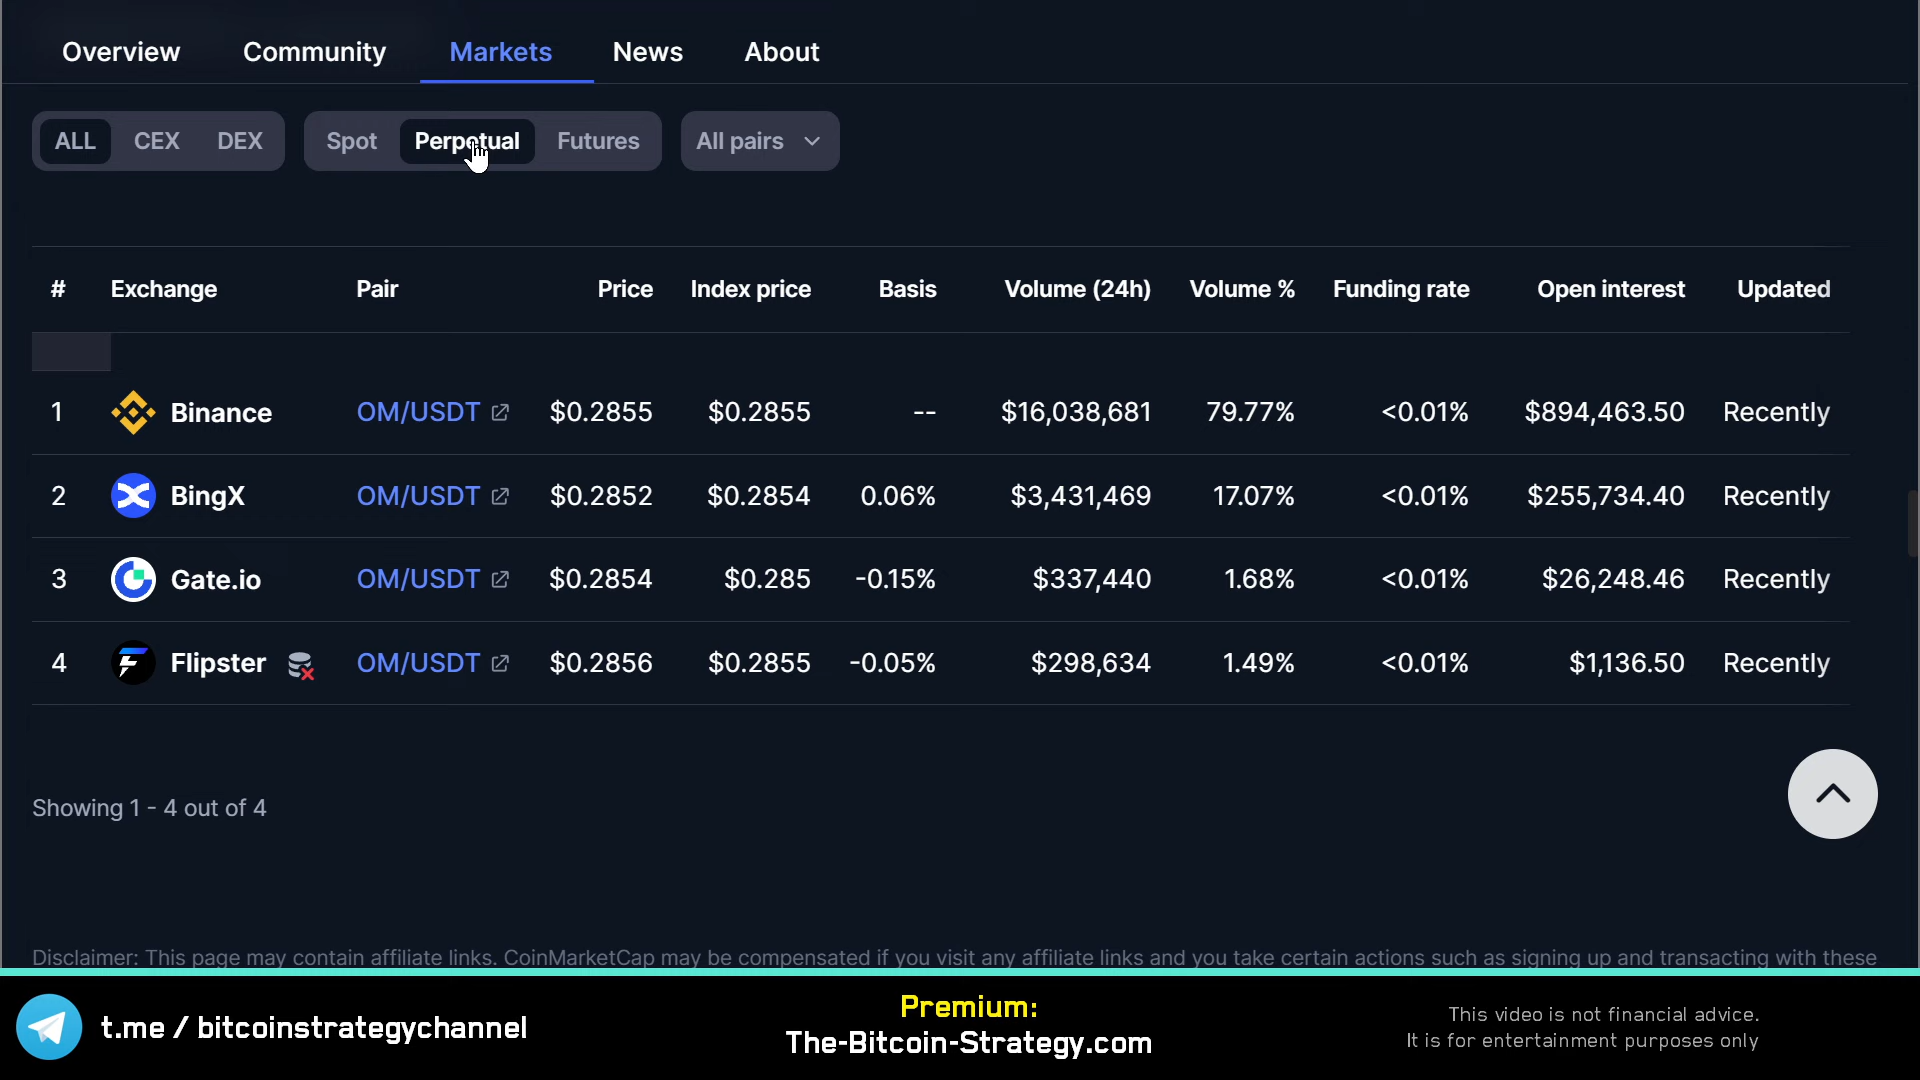 Overview Community Markets News About
ALL CEX DEX Spot Perpetual Futures All pairs
# Exchange Pair Price Index price Basis Volume (24h) Volume % Funding rate Open interest Updated
1 Binance OM/USDT $0.2855 $0.2855 -- $16,038,681 79.77% <0.01% $894,463.50 Recently
2 BingX OM/USDT $0.2852 $0.2854 0.06% $3,431,469 17.07% <0.01% $255,734.40 Recently
3 Gate.io OM/USDT $0.2854 $0.285 -0.15% $337,440 1.68% <0.01% $26,248.46 Recently
4 Flipster OM/USDT $0.2856 $0.2855 -0.05% $298,634 1.49% <0.01% $1,136.50 Recently
Showing 1 - 4 out of 4
Disclaimer: This page may contain affiliate links. CoinMarketCap may be compensated if you visit any affiliate links and you take certain actions such as signing up and transacting with these
t.me / bitcoinstrategychannel
Premium:
The-Bitcoin-Strategy.com
This video is not financial advice.
It is for entertainment purposes only